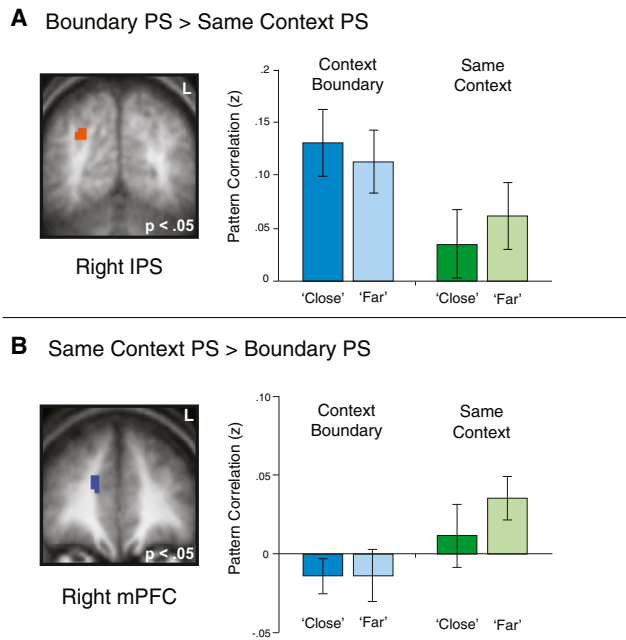 A Boundary PS > Same Context PS
L
p < .05
Right IPS
Pattern Correlation (z)
.2
.15
.10
.05
0
Context
Boundary
Same
Context
'Close' 'Far' 'Close' 'Far'
B Same Context PS > Boundary PS
L
p < .05
Right mPFC
Pattern Correlation (z)
.10
.05
0
-.05
Context
Boundary
Same
Context
'Close' 'Far' 'Close' 'Far'